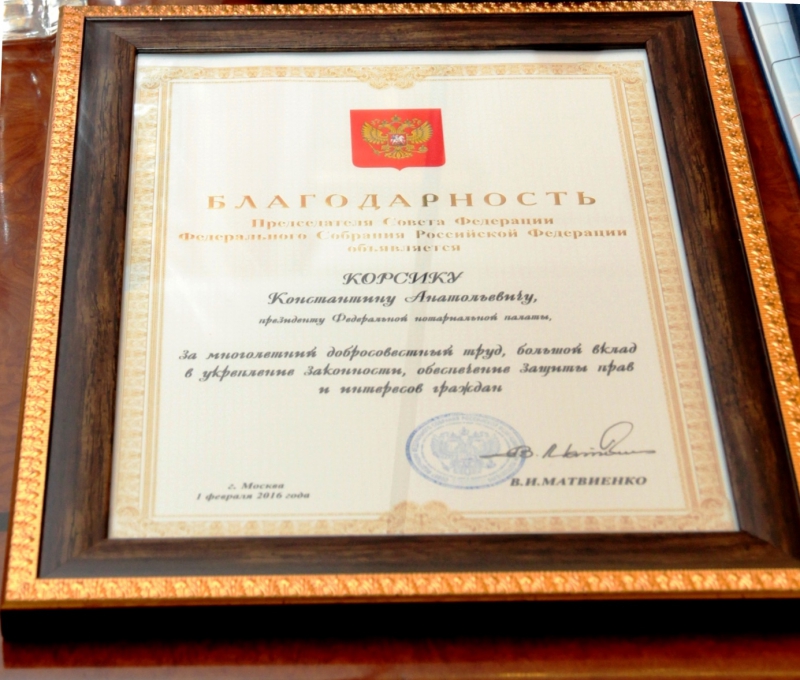 БЛАГОДАРНОСТЬ
Председателя Совета Федерации
Федерального Собрания Российской Федерации
объявляется
КОРСИКУ
Константину Анатольевичу,
президенту Федеральной нотариальной палаты,
за многолетний добросовестный труд, большой вклад
в укрепление законности, обеспечение защиты прав
и интересов граждан
г. Москва
1 февраля 2016 года
В.И.МАТВИЕНКО